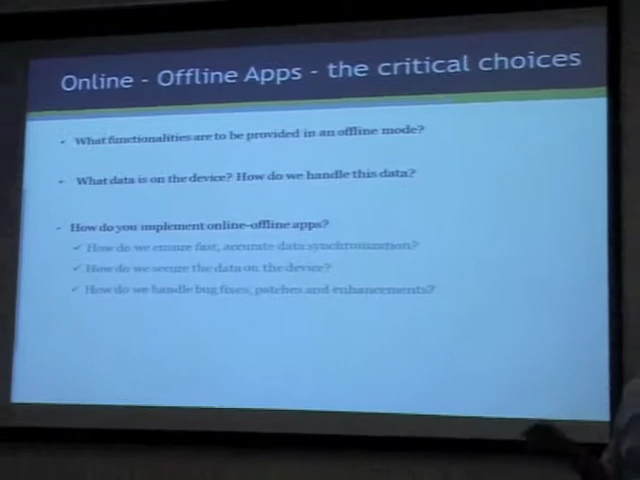 Online - Offline Apps - the critical choices
What functionalities are to be provided in an offline mode?
What data is on the device? How do we handle this data?
How do you implement online-offline apps?
How do we ensure fast, accurate data synchronization?
How do we secure the data on the device?
How do we handle bug fixes, patches and enhancements?